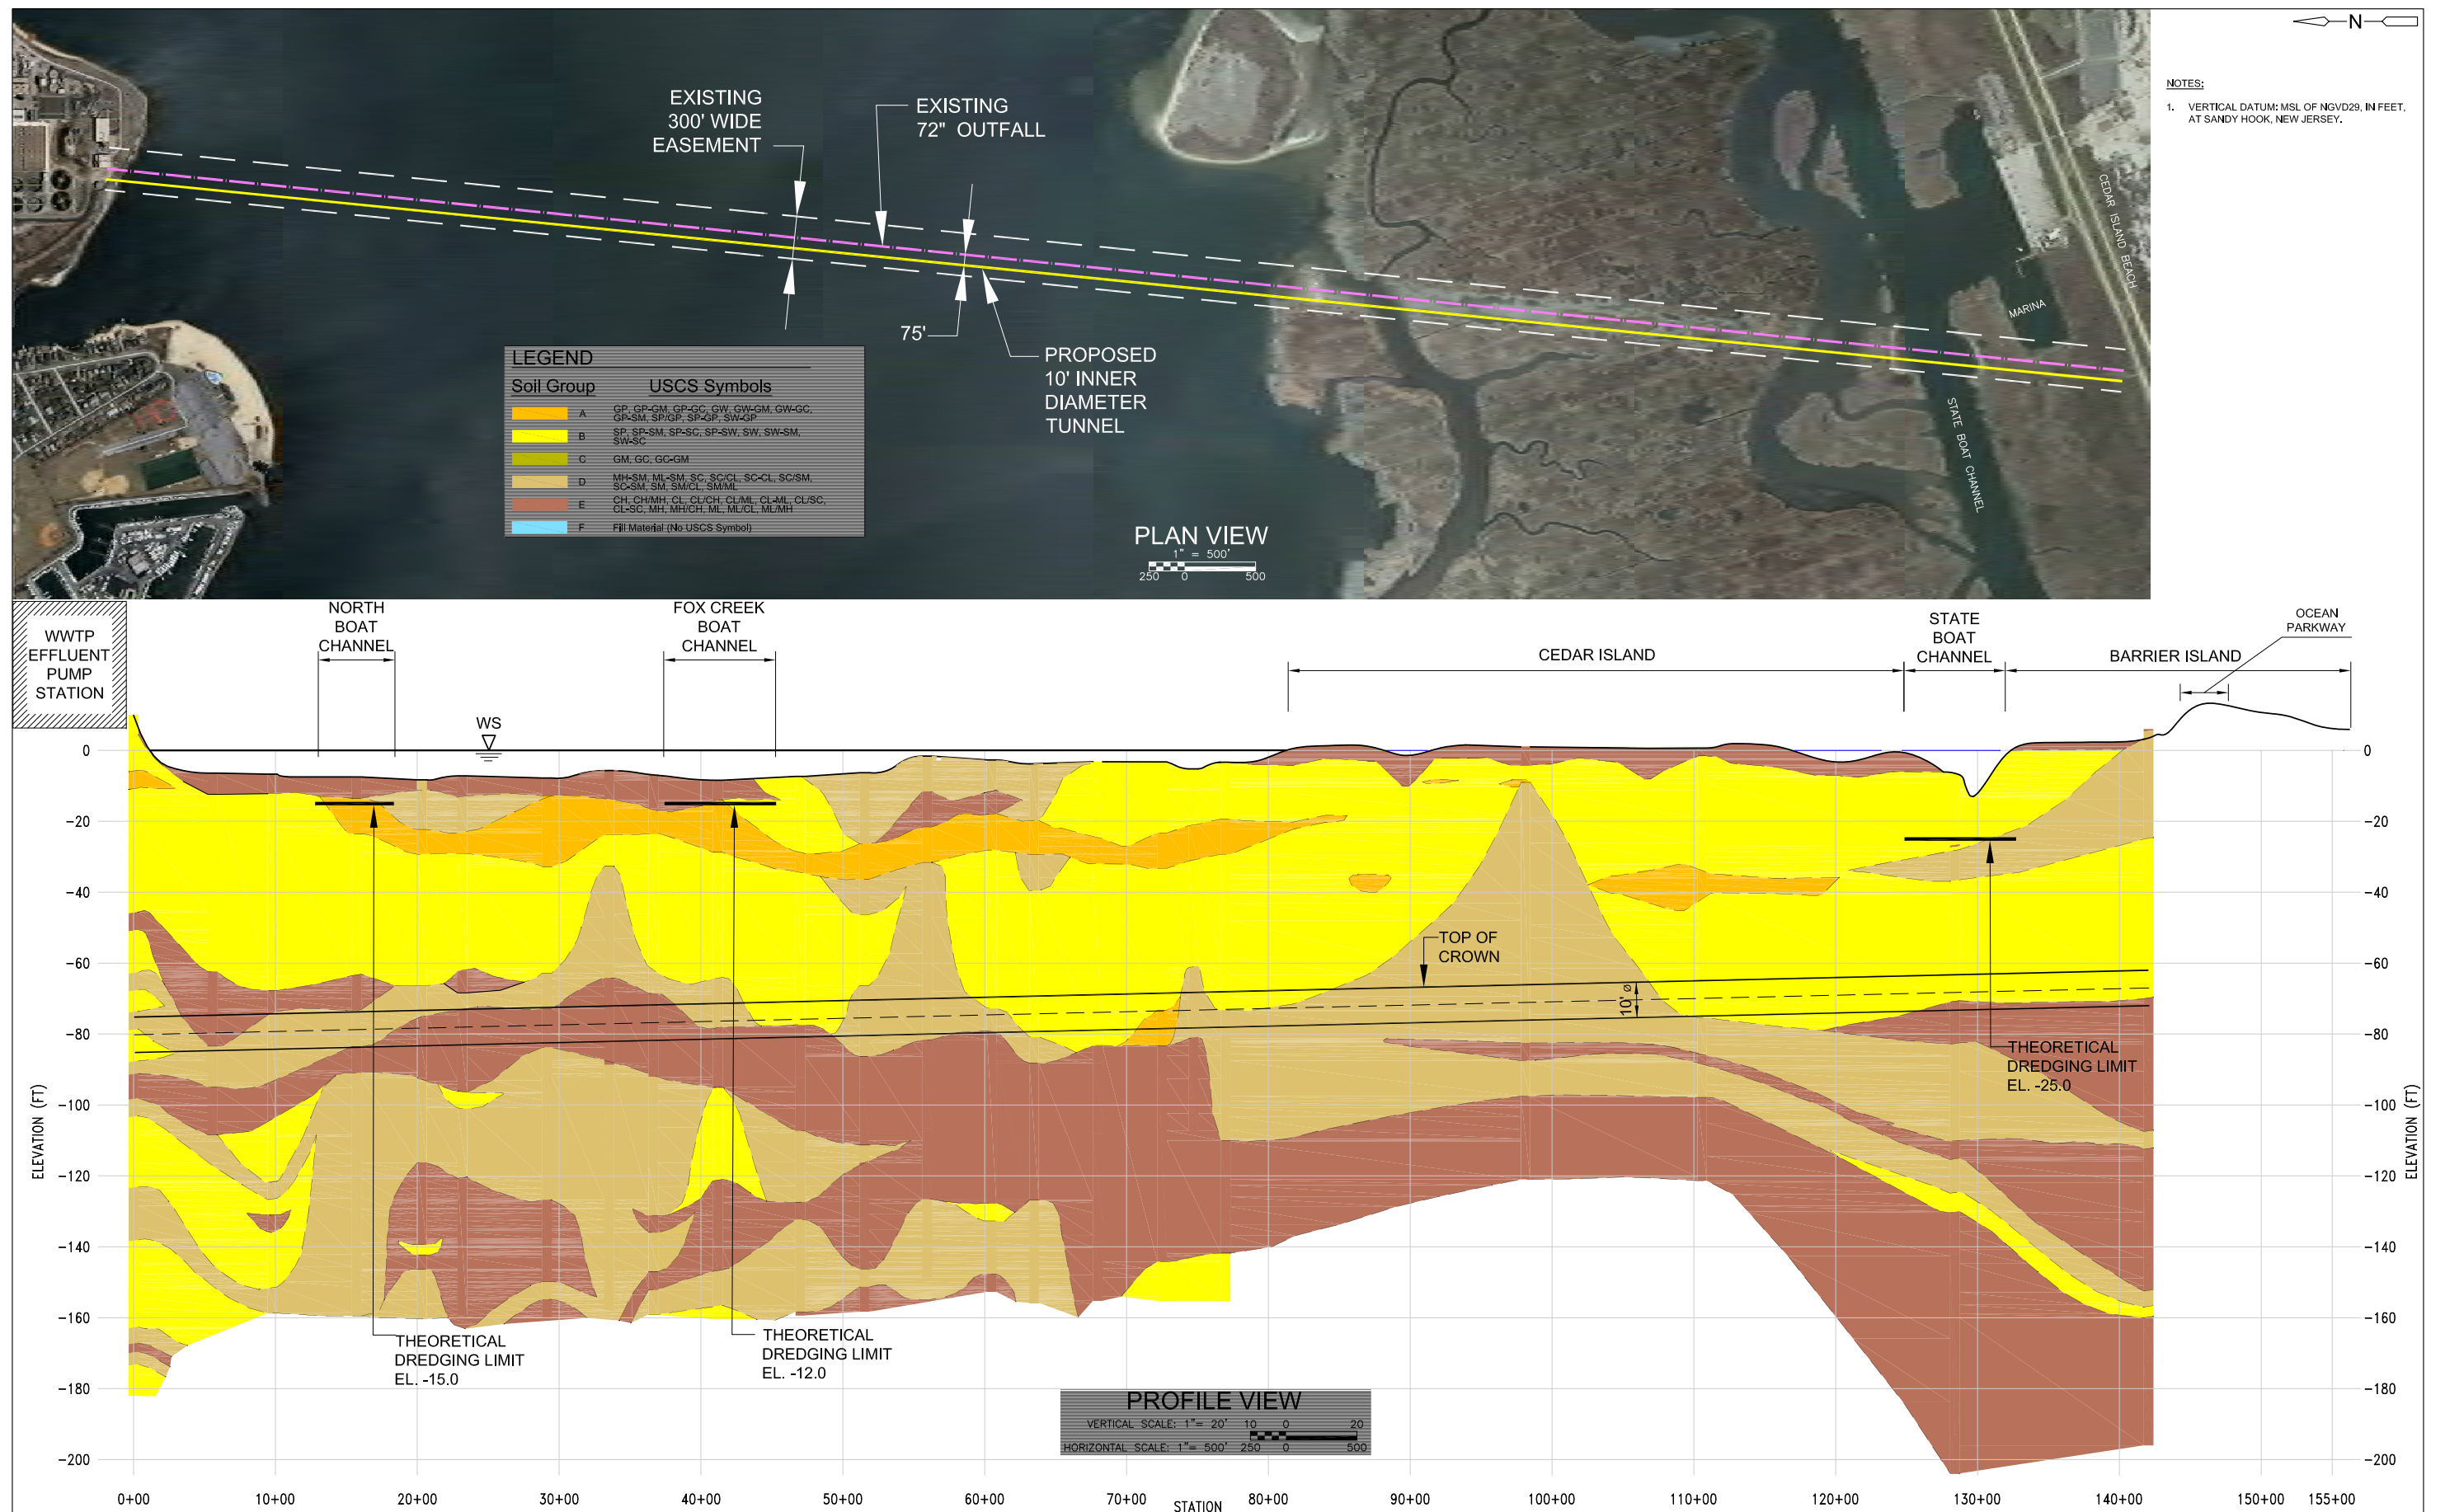 N
NOTES:
1. VERTICAL DATUM: MSL OF NGVD29, IN FEET,
AT SANDY HOOK, NEW JERSEY.
EXISTING
300' WIDE
EASEMENT
EXISTING
72" OUTFALL
75'
PROPOSED
10' INNER
DIAMETER
TUNNEL
CEDAR ISLAND BEACH
MARINA
STATE BOAT CHANNEL
LEGEND
Soil Group USCS Symbols
A GP, GP-GM, GP-GC, GW, GW-GM, GW-GC,
GP-SM, SP/GP, SP-GP, SW-GP
B SP, SP-SM, SP-SC, SP-SW, SW, SW-SM,
SW-SC
C GM, GC, GC-GM
D MH-SM, ML-SM, SC, SC/CL, SC-CL, SC/SM,
SC-SM, SM, SM/CL, SM/ML
E CH, CH/MH, CL, CL/CH, CL/ML, CL-ML, CL/SC,
CL-SC, MH, MH/CH, ML, ML/CL, ML/MH
F Fill Material (No USCS Symbol)
PLAN VIEW
1" = 500'
250 0 500
WWTP
EFFLUENT
PUMP
STATION
NORTH
BOAT
CHANNEL
FOX CREEK
BOAT
CHANNEL
CEDAR ISLAND
STATE
BOAT
CHANNEL
BARRIER ISLAND
OCEAN
PARKWAY
WS
0 0
-20 -20
-40 -40
-60 -60
-80 -80
-100 -100
-120 -120
-140 -140
-160 -160
-180 -180
-200 -200
ELEVATION (FT)
ELEVATION (FT)
TOP OF
CROWN
10' ø
THEORETICAL
DREDGING LIMIT
EL. -25.0
THEORETICAL
DREDGING LIMIT
EL. -15.0
THEORETICAL
DREDGING LIMIT
EL. -12.0
PROFILE VIEW
VERTICAL SCALE: 1"= 20' 10 0 20
HORIZONTAL SCALE: 1"= 500' 250 0 500
0+00 10+00 20+00 30+00 40+00 50+00 60+00 70+00 80+00 90+00 100+00 110+00 120+00 130+00 140+00 150+00 155+00
STATION